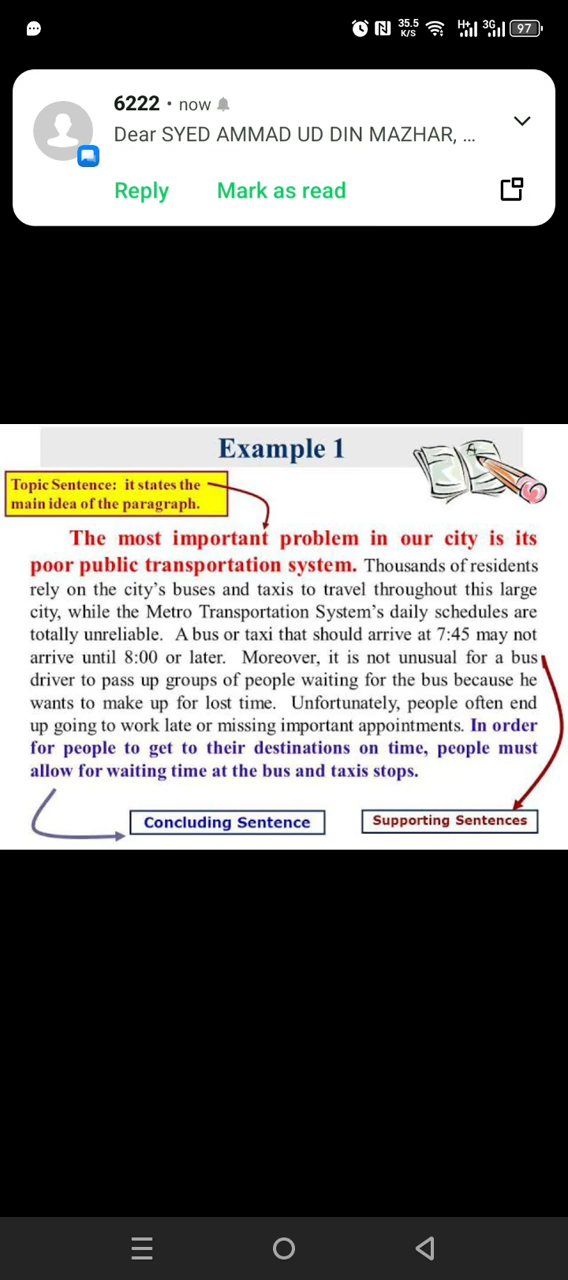 35.5
K/S
H+
3G
97
6222 • now
Dear SYED AMMAD UD DIN MAZHAR, ...
Reply Mark as read
Example 1
Topic Sentence: it states the
main idea of the paragraph.
The most important problem in our city is its
poor public transportation system. Thousands of residents
rely on the city's buses and taxis to travel throughout this large
city, while the Metro Transportation System's daily schedules are
totally unreliable. A bus or taxi that should arrive at 7:45 may not
arrive until 8:00 or later. Moreover, it is not unusual for a bus
driver to pass up groups of people waiting for the bus because he
wants to make up for lost time. Unfortunately, people often end
up going to work late or missing important appointments. In order
for people to get to their destinations on time, people must
allow for waiting time at the bus and taxis stops.
Concluding Sentence
Supporting Sentences